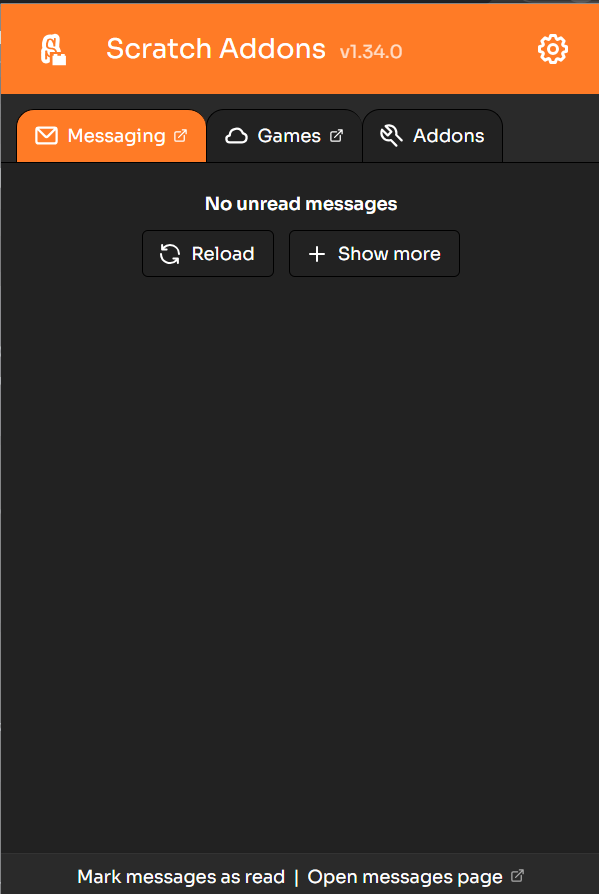 Scratch Addons v1.34.0
Messaging Games Addons
No unread messages
Reload Show more
Mark messages as read | Open messages page